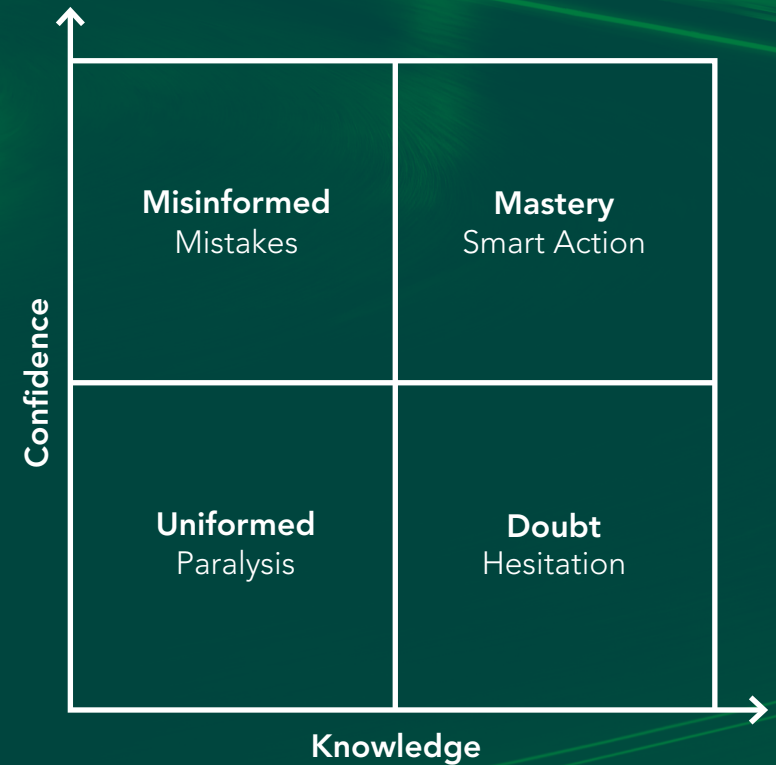 Confidence
Misinformed
Mistakes
Mastery
Smart Action
Uniformed
Paralysis
Doubt
Hesitation
Knowledge